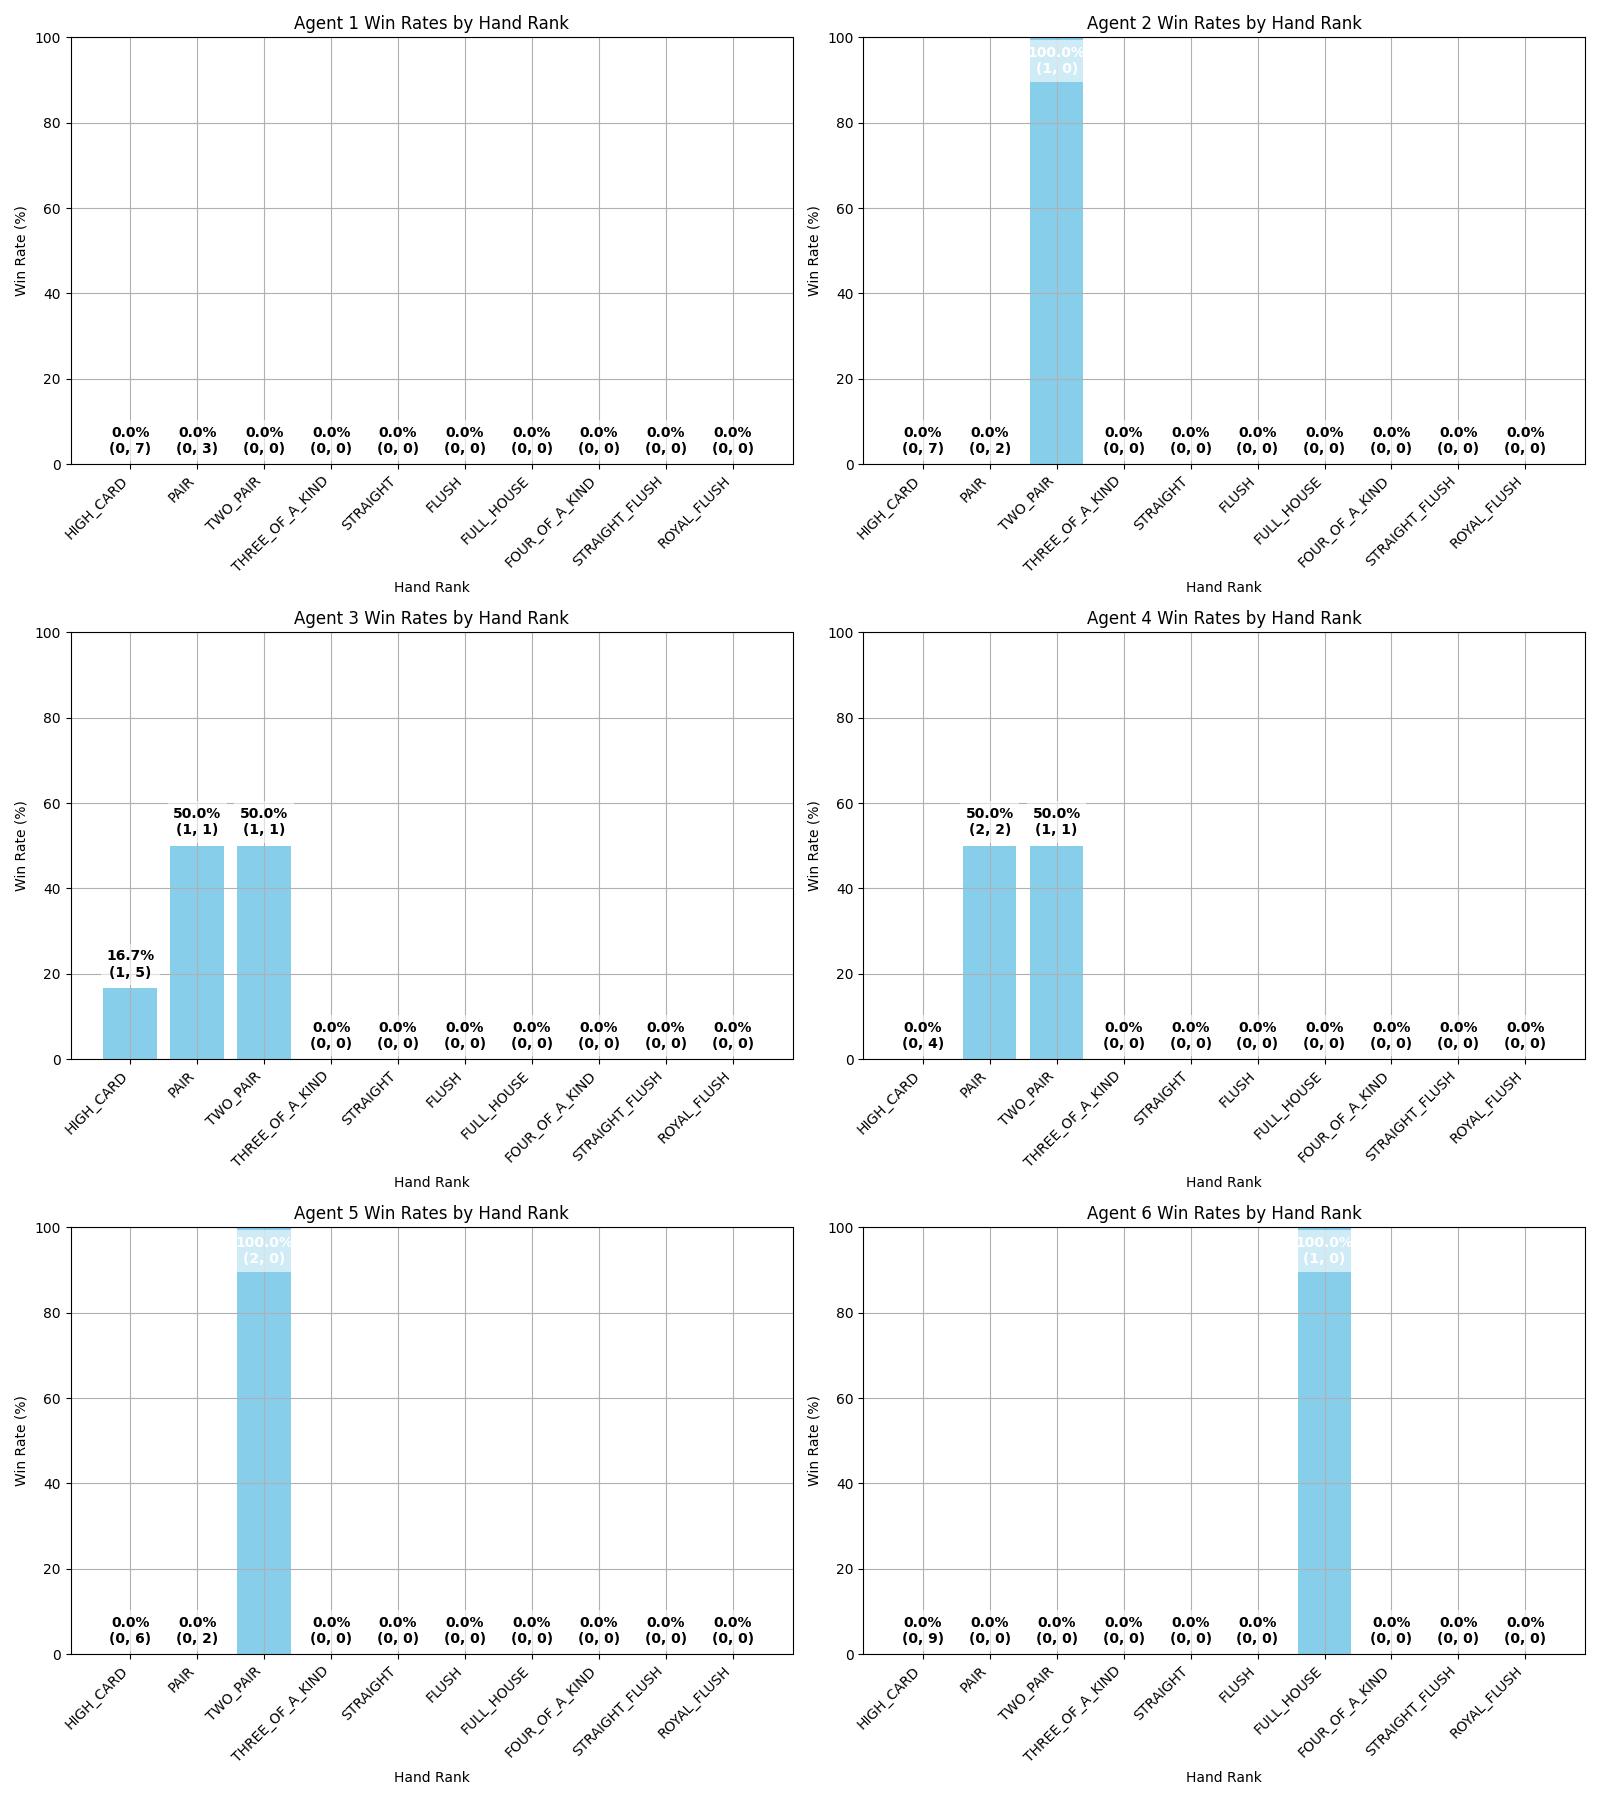 Agent 1 Win Rates by Hand Rank
Win Rate (%)
100
80
60
40
20
0
0.0% 0.0% 0.0% 0.0% 0.0% 0.0% 0.0% 0.0% 0.0% 0.0%
(0, 7) (0, 3) (0, 0) (0, 0) (0, 0) (0, 0) (0, 0) (0, 0) (0, 0) (0, 0)
HIGH_CARD
PAIR
TWO_PAIR
THREE_OF_A_KIND
STRAIGHT
FLUSH
FULL_HOUSE
FOUR_OF_A_KIND
STRAIGHT_FLUSH
ROYAL_FLUSH
Hand Rank
Agent 2 Win Rates by Hand Rank
Win Rate (%)
100
80
60
40
20
0
100.0%
(1, 0)
0.0% 0.0% 0.0% 0.0% 0.0% 0.0% 0.0% 0.0% 0.0%
(0, 7) (0, 2) (0, 0) (0, 0) (0, 0) (0, 0) (0, 0) (0, 0) (0, 0)
HIGH_CARD
PAIR
TWO_PAIR
THREE_OF_A_KIND
STRAIGHT
FLUSH
FULL_HOUSE
FOUR_OF_A_KIND
STRAIGHT_FLUSH
ROYAL_FLUSH
Hand Rank
Agent 3 Win Rates by Hand Rank
Win Rate (%)
100
80
60
40
20
0
50.0% 50.0%
(1, 1) (1, 1)
16.7%
(1, 5)
0.0% 0.0% 0.0% 0.0% 0.0% 0.0% 0.0%
(0, 0) (0, 0) (0, 0) (0, 0) (0, 0) (0, 0) (0, 0)
HIGH_CARD
PAIR
TWO_PAIR
THREE_OF_A_KIND
STRAIGHT
FLUSH
FULL_HOUSE
FOUR_OF_A_KIND
STRAIGHT_FLUSH
ROYAL_FLUSH
Hand Rank
Agent 4 Win Rates by Hand Rank
Win Rate (%)
100
80
60
40
20
0
50.0% 50.0%
(2, 2) (1, 1)
0.0% 0.0% 0.0% 0.0% 0.0% 0.0% 0.0% 0.0%
(0, 4) (0, 0) (0, 0) (0, 0) (0, 0) (0, 0) (0, 0) (0, 0)
HIGH_CARD
PAIR
TWO_PAIR
THREE_OF_A_KIND
STRAIGHT
FLUSH
FULL_HOUSE
FOUR_OF_A_KIND
STRAIGHT_FLUSH
ROYAL_FLUSH
Hand Rank
Agent 5 Win Rates by Hand Rank
Win Rate (%)
100
80
60
40
20
0
100.0%
(2, 0)
0.0% 0.0% 0.0% 0.0% 0.0% 0.0% 0.0% 0.0% 0.0%
(0, 6) (0, 2) (0, 0) (0, 0) (0, 0) (0, 0) (0, 0) (0, 0) (0, 0)
HIGH_CARD
PAIR
TWO_PAIR
THREE_OF_A_KIND
STRAIGHT
FLUSH
FULL_HOUSE
FOUR_OF_A_KIND
STRAIGHT_FLUSH
ROYAL_FLUSH
Hand Rank
Agent 6 Win Rates by Hand Rank
Win Rate (%)
100
80
60
40
20
0
100.0%
(1, 0)
0.0% 0.0% 0.0% 0.0% 0.0% 0.0% 0.0% 0.0% 0.0%
(0, 9) (0, 0) (0, 0) (0, 0) (0, 0) (0, 0) (0, 0) (0, 0) (0, 0)
HIGH_CARD
PAIR
TWO_PAIR
THREE_OF_A_KIND
STRAIGHT
FLUSH
FULL_HOUSE
FOUR_OF_A_KIND
STRAIGHT_FLUSH
ROYAL_FLUSH
Hand Rank